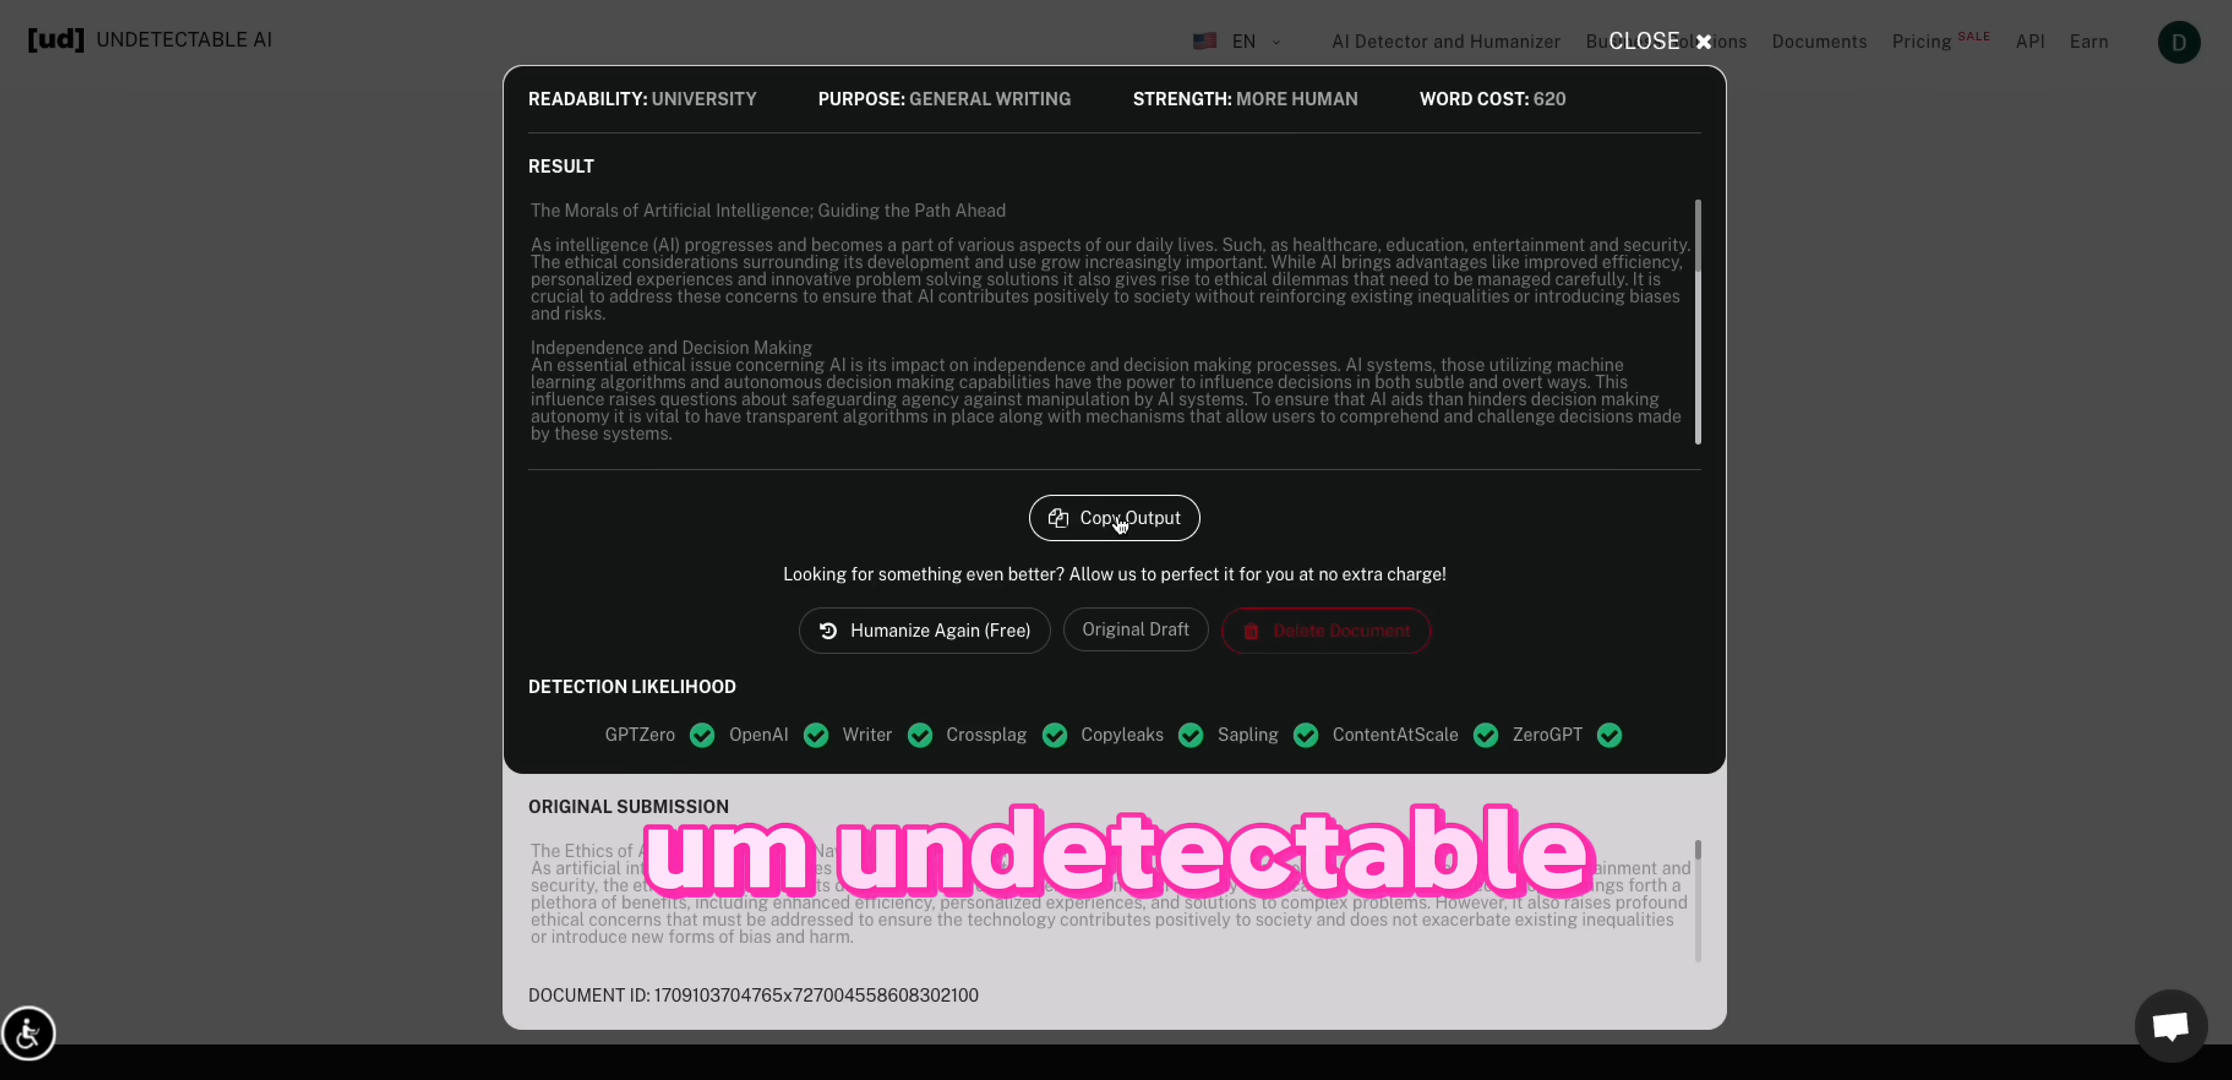 [ud] UNDETECTABLE AI
EN
AI Detector and Humanizer
Documents
Pricing SALE
API
Earn
D
CLOSE
READABILITY: UNIVERSITY
PURPOSE: GENERAL WRITING
STRENGTH: MORE HUMAN
WORD COST: 620
RESULT
The Morals of Artificial Intelligence; Guiding the Path Ahead
As intelligence (AI) progresses and becomes a part of various aspects of our daily lives. Such, as healthcare, education, entertainment and security.
The ethical considerations surrounding its development and use grow increasingly important. While AI brings advantages like improved efficiency,
personalized experiences and innovative problem solving solutions it also gives rise to ethical dilemmas that need to be managed carefully. It is
crucial to address these concerns to ensure that AI contributes positively to society without reinforcing existing inequalities or introducing biases
and risks.
Independence and Decision Making
An essential ethical issue concerning AI is its impact on independence and decision making processes. AI systems, those utilizing machine
learning algorithms and autonomous decision making capabilities have the power to influence decisions in both subtle and overt ways. This
influence raises questions about safeguarding agency against manipulation by AI systems. To ensure that AI aids than hinders decision making
autonomy it is vital to have transparent algorithms in place along with mechanisms that allow users to comprehend and challenge decisions made
by these systems.
Copy Output
Looking for something even better? Allow us to perfect it for you at no extra charge!
Humanize Again (Free)
Original Draft
Delete Document
DETECTION LIKELIHOOD
GPTZero
OpenAI
Writer
Crossplag
Copyleaks
Sapling
ContentAtScale
ZeroGPT
ORIGINAL SUBMISSION
um undetectable
The Ethics of
As artificial
security, the
plethora of benefits, including enhanced efficiency, personalized experiences, and solutions to complex problems. However, it also raises profound
ethical concerns that must be addressed to ensure the technology contributes positively to society and does not exacerbate existing inequalities
or introduce new forms of bias and harm.
DOCUMENT ID: 1709103704765x727004558608302100